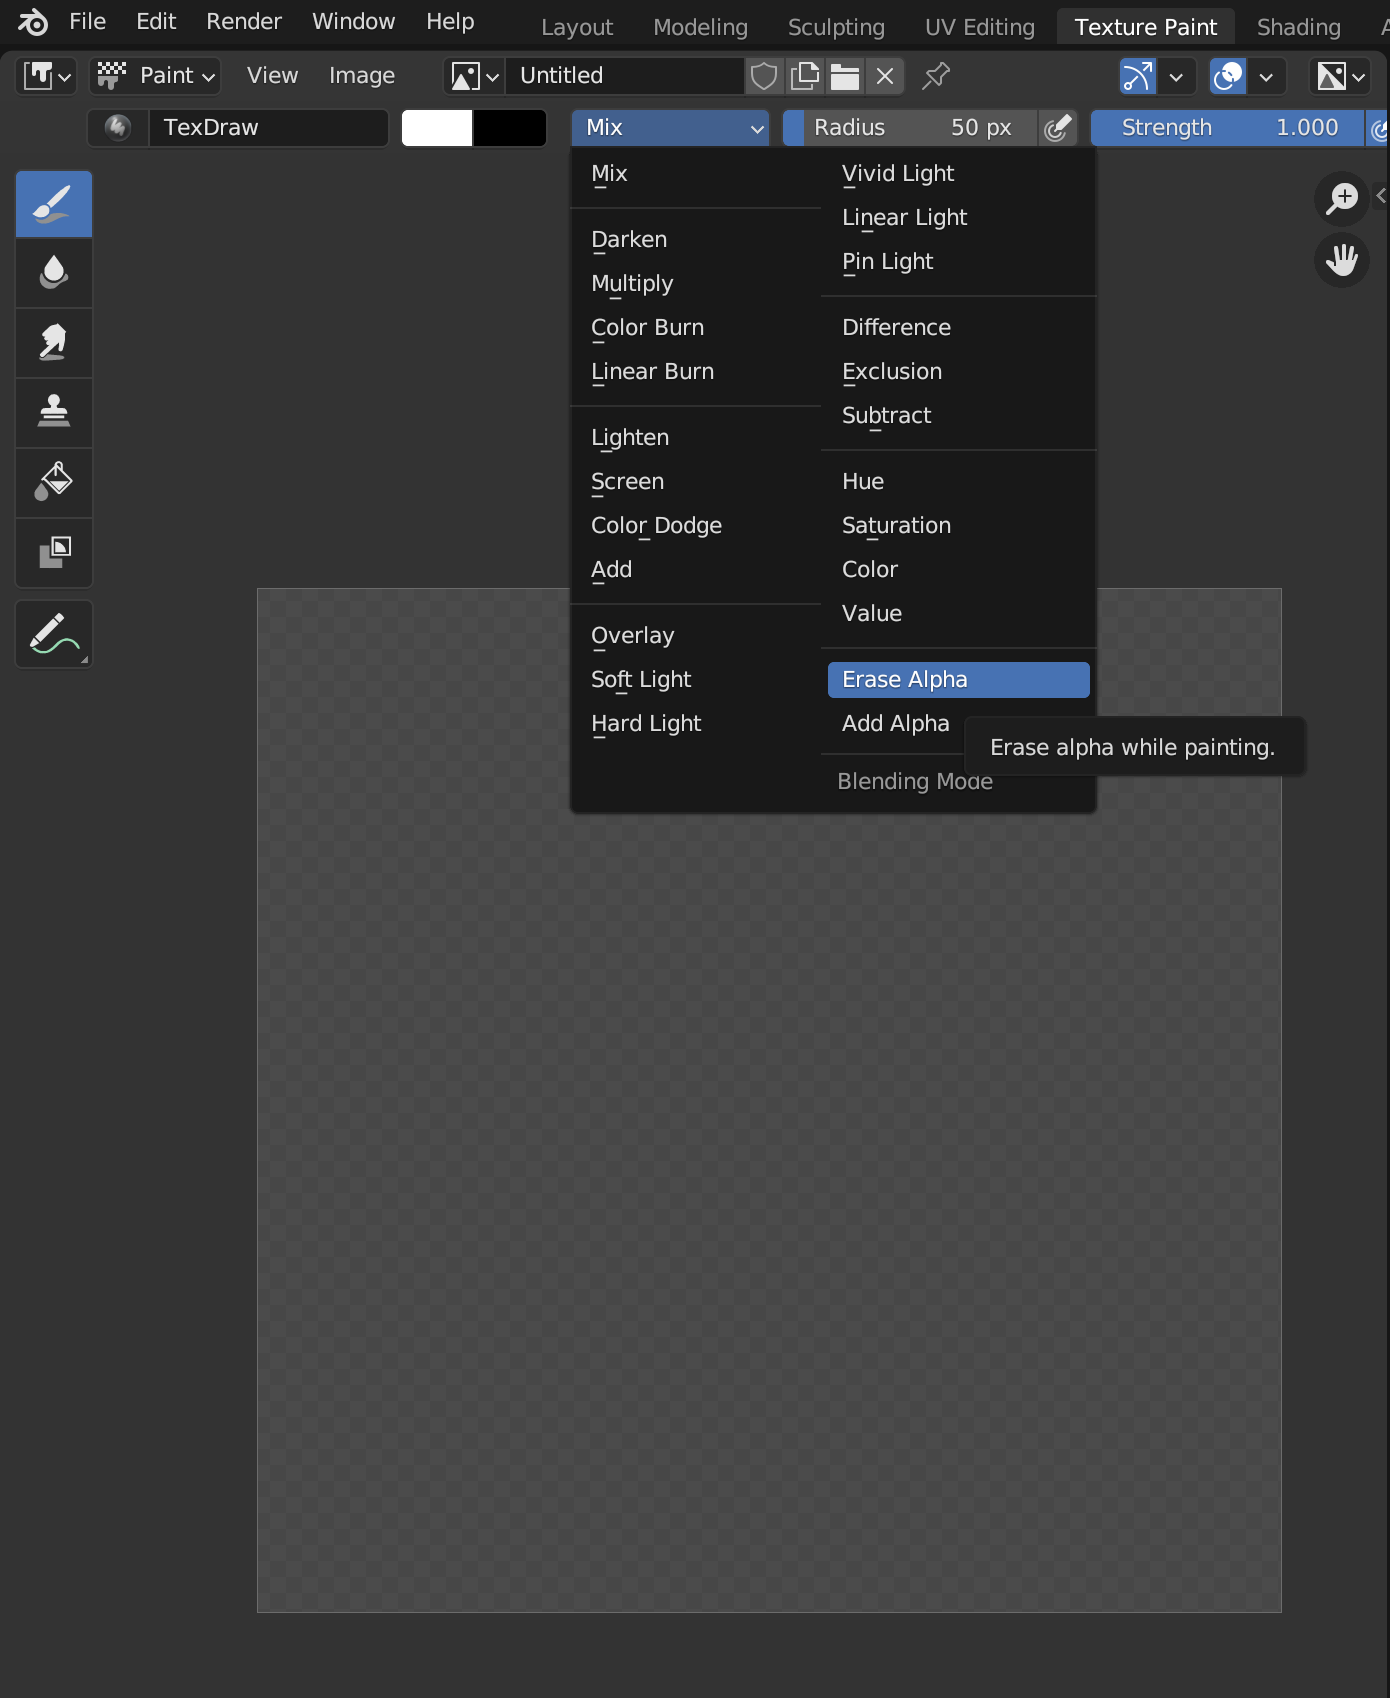 File Edit Render Window Help Layout Modeling Sculpting UV Editing Texture Paint Shading
Paint View Image Untitled
TexDraw Mix Radius 50 px Strength 1.000
Mix
Darken
Multiply
Color Burn
Linear Burn
Lighten
Screen
Color Dodge
Add
Overlay
Soft Light
Hard Light
Vivid Light
Linear Light
Pin Light
Difference
Exclusion
Subtract
Hue
Saturation
Color
Value
Erase Alpha
Add Alpha
Erase alpha while painting.
Blending Mode